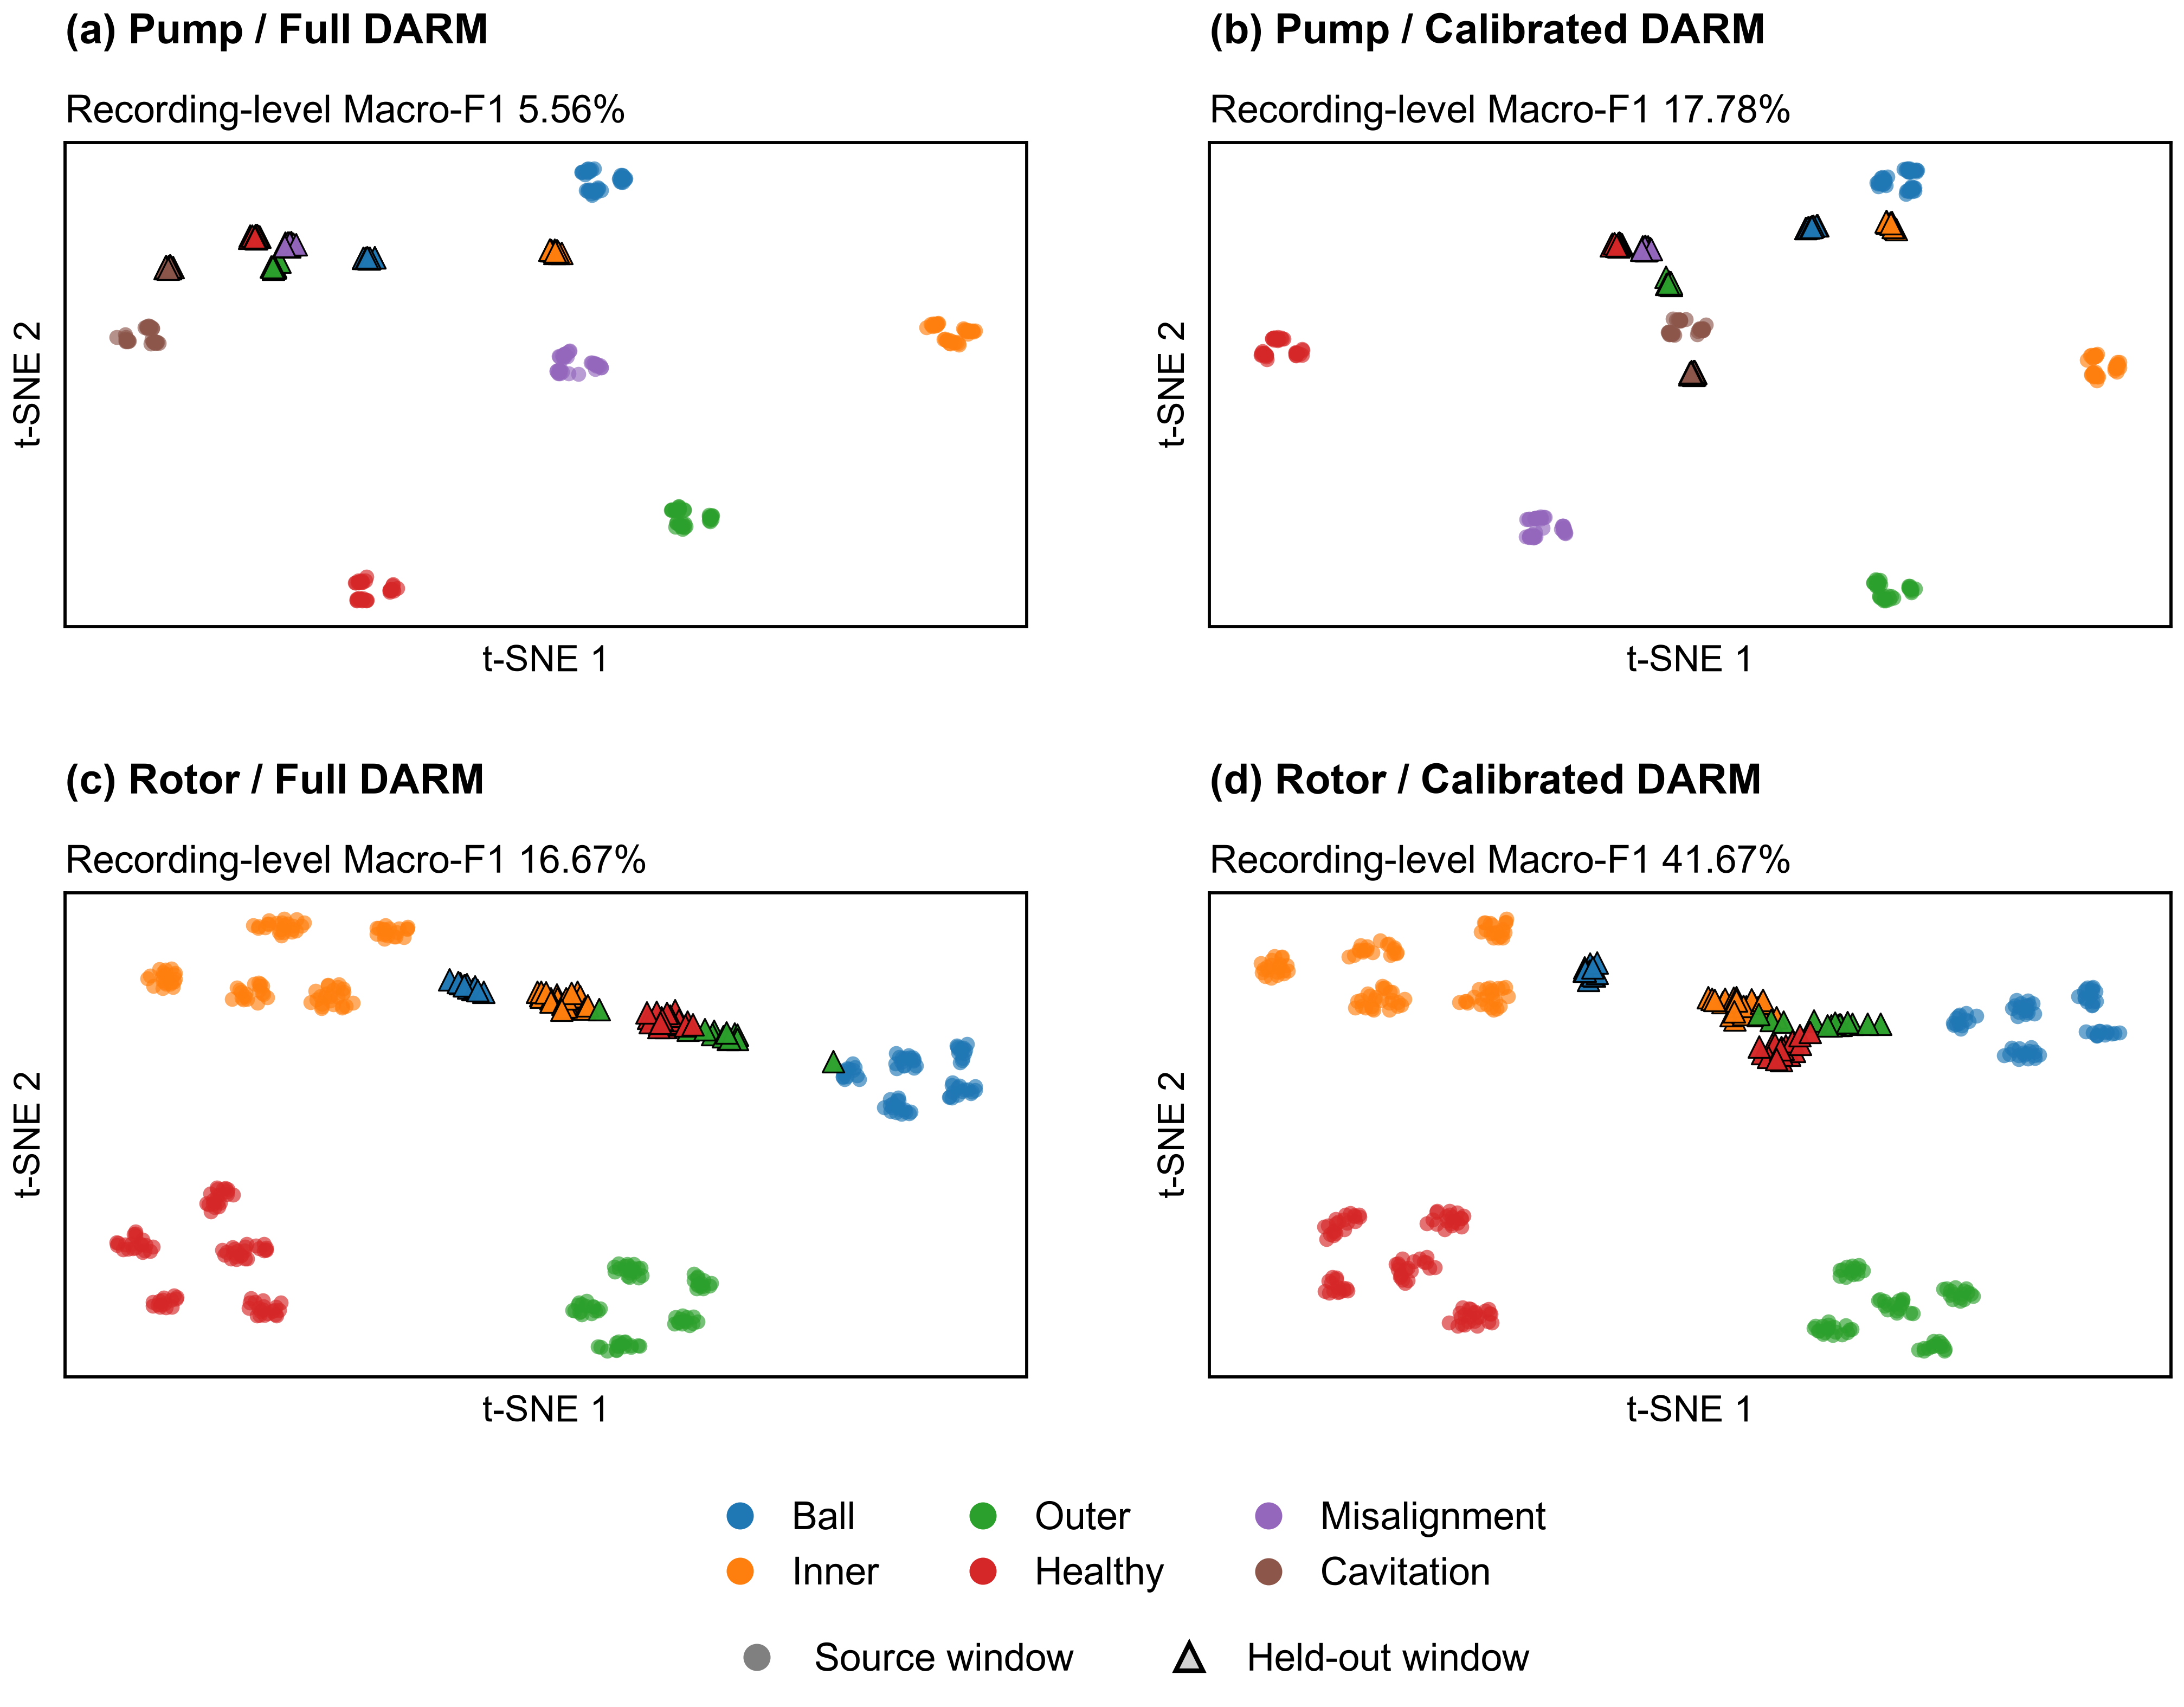 (a) Pump / Full DARM
Recording-level Macro-F1 5.56%
t-SNE 2
t-SNE 1
(b) Pump / Calibrated DARM
Recording-level Macro-F1 17.78%
t-SNE 2
t-SNE 1
(c) Rotor / Full DARM
Recording-level Macro-F1 16.67%
t-SNE 2
t-SNE 1
(d) Rotor / Calibrated DARM
Recording-level Macro-F1 41.67%
t-SNE 2
t-SNE 1
Ball
Outer
Misalignment
Inner
Healthy
Cavitation
Source window
Held-out window